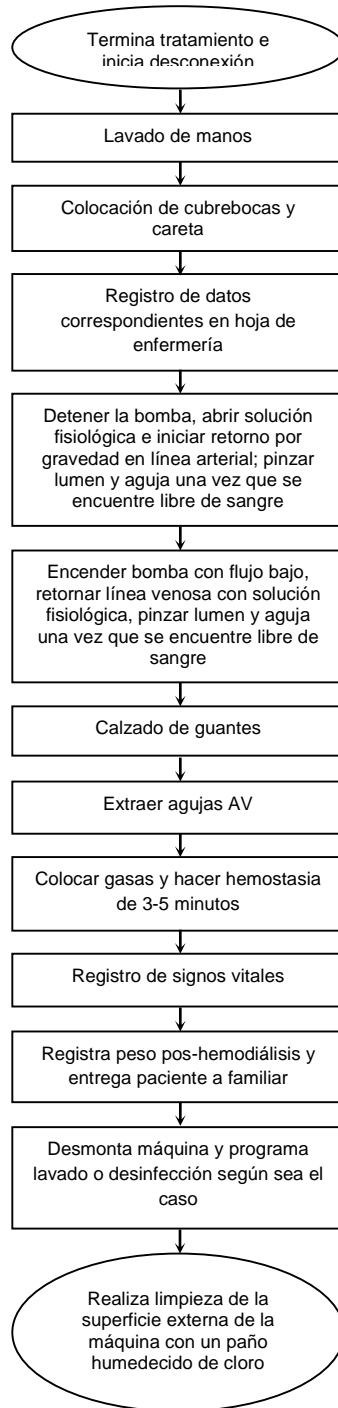 Termina tratamiento e
inicia desconexión
Lavado de manos
Colocación de cubrebocas y
careta
Registro de datos
correspondientes en hoja de
enfermería
Detener la bomba, abrir solución
fisiológica e iniciar retorno por
gravedad en línea arterial; pinzar
lumen y aguja una vez que se
encuentre libre de sangre
Encender bomba con flujo bajo,
retornar línea venosa con solución
fisiológica, pinzar lumen y aguja
una vez que se encuentre libre de
sangre
Calzado de guantes
Extraer agujas AV
Colocar gasas y hacer hemostasia
de 3-5 minutos
Registro de signos vitales
Registra peso pos-hemodiálisis y
entrega paciente a familiar
Desmonta máquina y programa
lavado o desinfección según sea el
caso
Realiza limpieza de la
superficie externa de la
máquina con un paño
humedecido de cloro